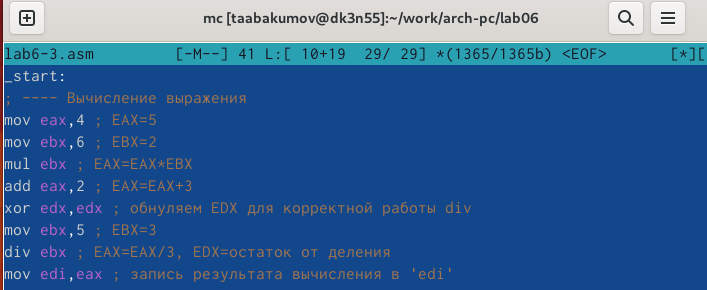 mc [taabakumov@dk3n55]:~/work/arch-pc/lab06
lab6-3.asm [-M--] 41 L:[ 10+19 29/ 29] *(1365/1365b) <EOF> [*][
_start:
; ---- Вычисление выражения
mov eax,4 ; EAX=5
mov ebx,6 ; EBX=2
mul ebx ; EAX=EAX*EBX
add eax,2 ; EAX=EAX+3
xor edx,edx ; обнуляем EDX для корректной работы div
mov ebx,5 ; EBX=3
div ebx ; EAX=EAX/3, EDX=остаток от деления
mov edi,eax ; запись результата вычисления в 'edi'